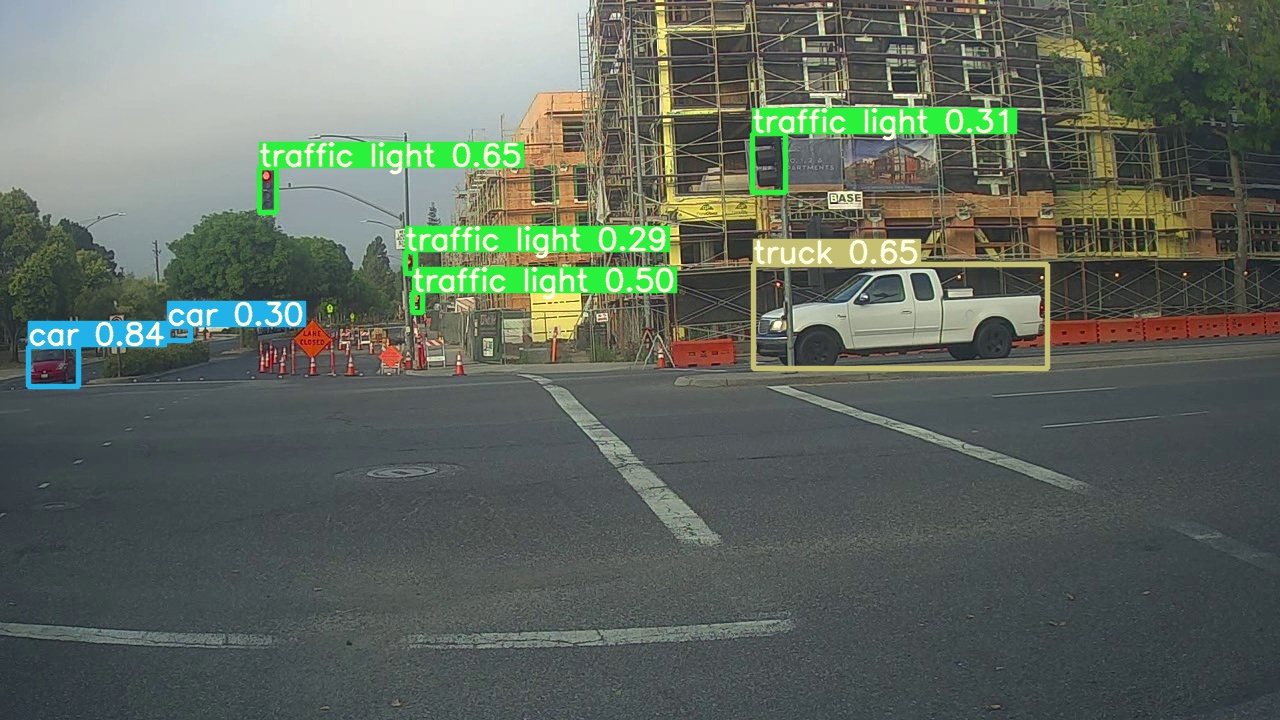 traffic light 0.31
traffic light 0.65
APARTMENTS
BASE
traffic light 0.29
truck 0.65
traffic light 0.50
car 0.30
car 0.84
LANE
CLOSED